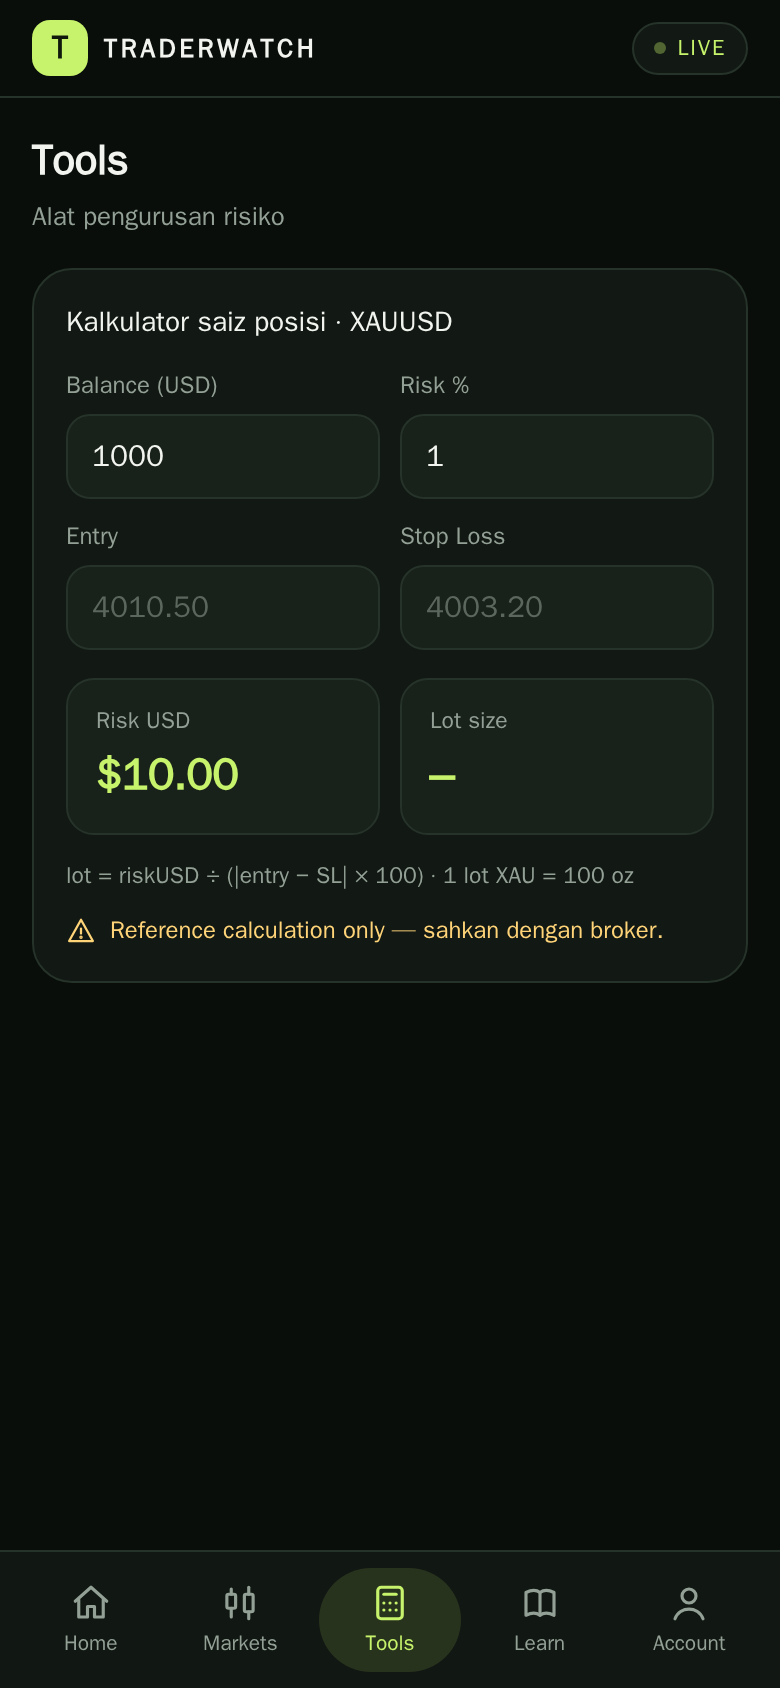 T TRADERWATCH
LIVE
Tools
Alat pengurusan risiko
Kalkulator saiz posisi · XAUUSD
Balance (USD)
Risk %
1000
1
Entry
Stop Loss
4010.50
4003.20
Risk USD
Lot size
$10.00
—
lot = riskUSD ÷ (|entry − SL| × 100) · 1 lot XAU = 100 oz
Reference calculation only — sahkan dengan broker.
Home
Markets
Tools
Learn
Account